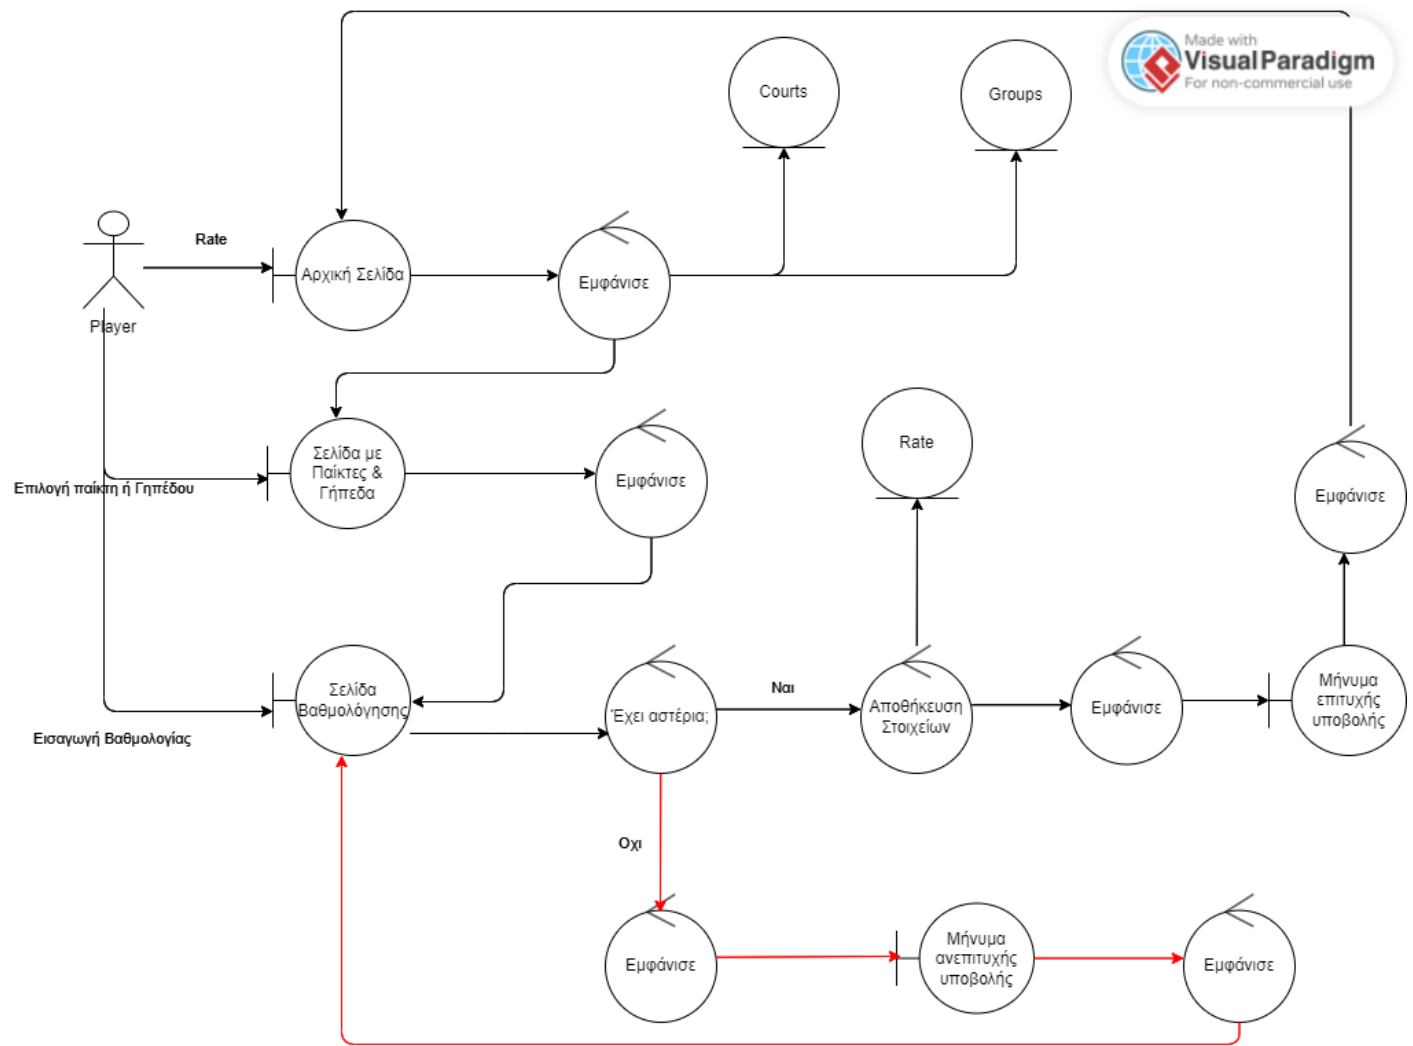 Made with
Visual Paradigm
For non-commercial use
Courts
Groups
Rate
Αρχική Σελίδα
Εμφάνισε
Player
Σελίδα με
Παίκτες &
Γήπεδα
Εμφάνισε
Rate
Εμφάνισε
Επιλογή παίκτη ή Γηπέδου
Σελίδα
Βαθμολόγησης
Έχει αστέρια;
Ναι
Αποθήκευση
Στοιχείων
Εμφάνισε
Μήνυμα
επιτυχής
υποβολής
Εισαγωγή Βαθμολογίας
Οχι
Εμφάνισε
Μήνυμα
ανεπιτυχής
υποβολής
Εμφάνισε